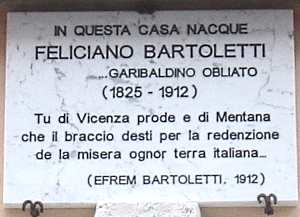 IN QUESTA CASA NACQUE
FELICIANO BARTOLETTI
...GARIBALDINO OBLIATO
(1825 - 1912)
Tu di Vicenza prode e di Mentana
che il braccio desti per la redenzione
de la misera ognor terra italiana...
(EFREM BARTOLETTI, 1912)